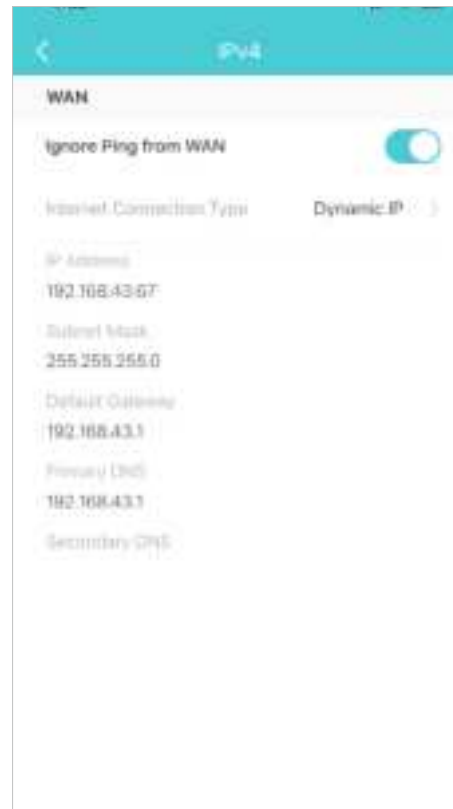 IPv4
WAN
Ignore Ping from WAN
Internet Connection Type Dynamic IP
IP Address
192.168.43.67
Subnet Mask
255.255.255.0
Default Gateway
192.168.43.1
Primary DNS
192.168.43.1
Secondary DNS